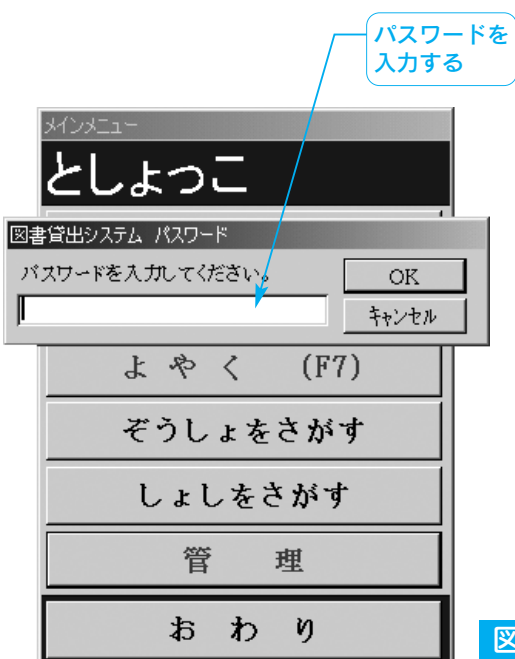 パスワードを
入力する
メインメニュー
としょっこ
図書貸出システム パスワード
パスワードを入力してください。
OK
キャンセル
よ や く (F7)
ぞうしょをさがす
しょしをさがす
管 理
お わ り
図